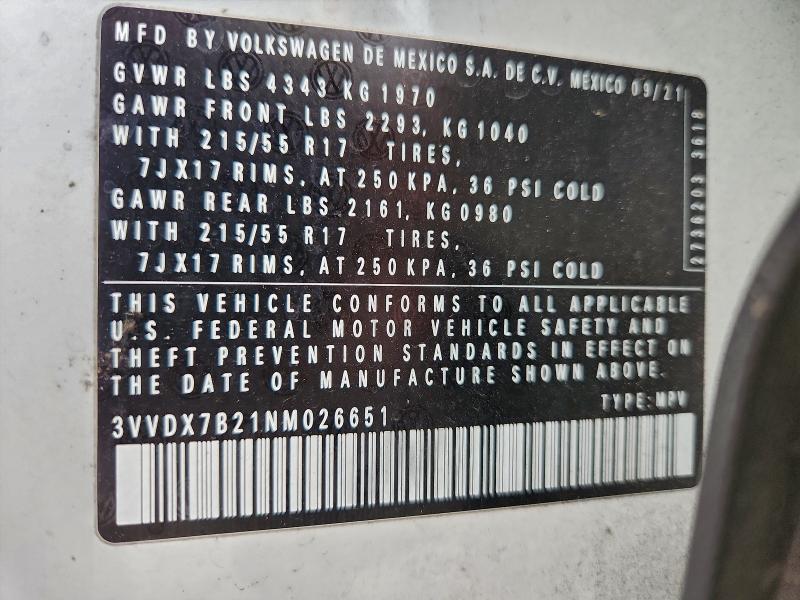 MFD BY VOLKSWAGEN DE MEXICO S.A. DE C.V. MEXICO 09/21
GVWR LBS 4343 KG 1970
GAWR FRONT LBS 2293, KG 1040
WITH 215/55 R17 TIRES,
7JX17 RIMS, AT 250 KPA, 36 PSI COLD
GAWR REAR LBS 2161, KG 0980
WITH 215/55 R17 TIRES,
7JX17 RIMS, AT 250 KPA, 36 PSI COLD
2736203 3618
THIS VEHICLE CONFORMS TO ALL APPLICABLE
U.S. FEDERAL MOTOR VEHICLE SAFETY AND
THEFT PREVENTION STANDARDS IN EFFECT ON
THE DATE OF MANUFACTURE SHOWN ABOVE.
TYPE: MPV
3VVDX7B21NM026651